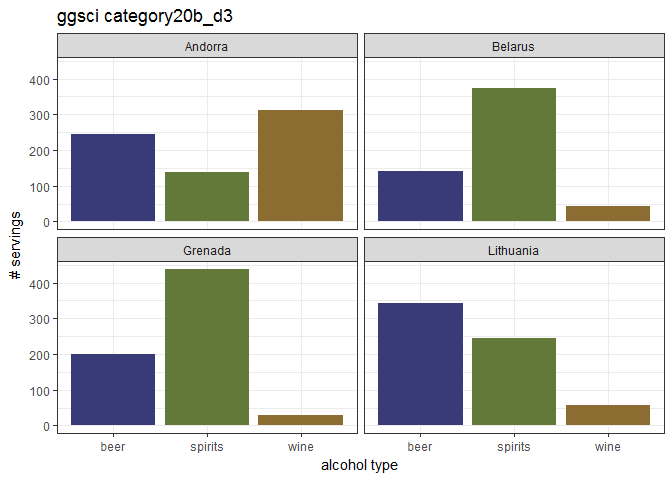 ggsci category20b_d3
Andorra
Belarus
400
300
200
100
0
Grenada
Lithuania
400
300
200
100
0
# servings
beer
spirits
wine
beer
spirits
wine
alcohol type